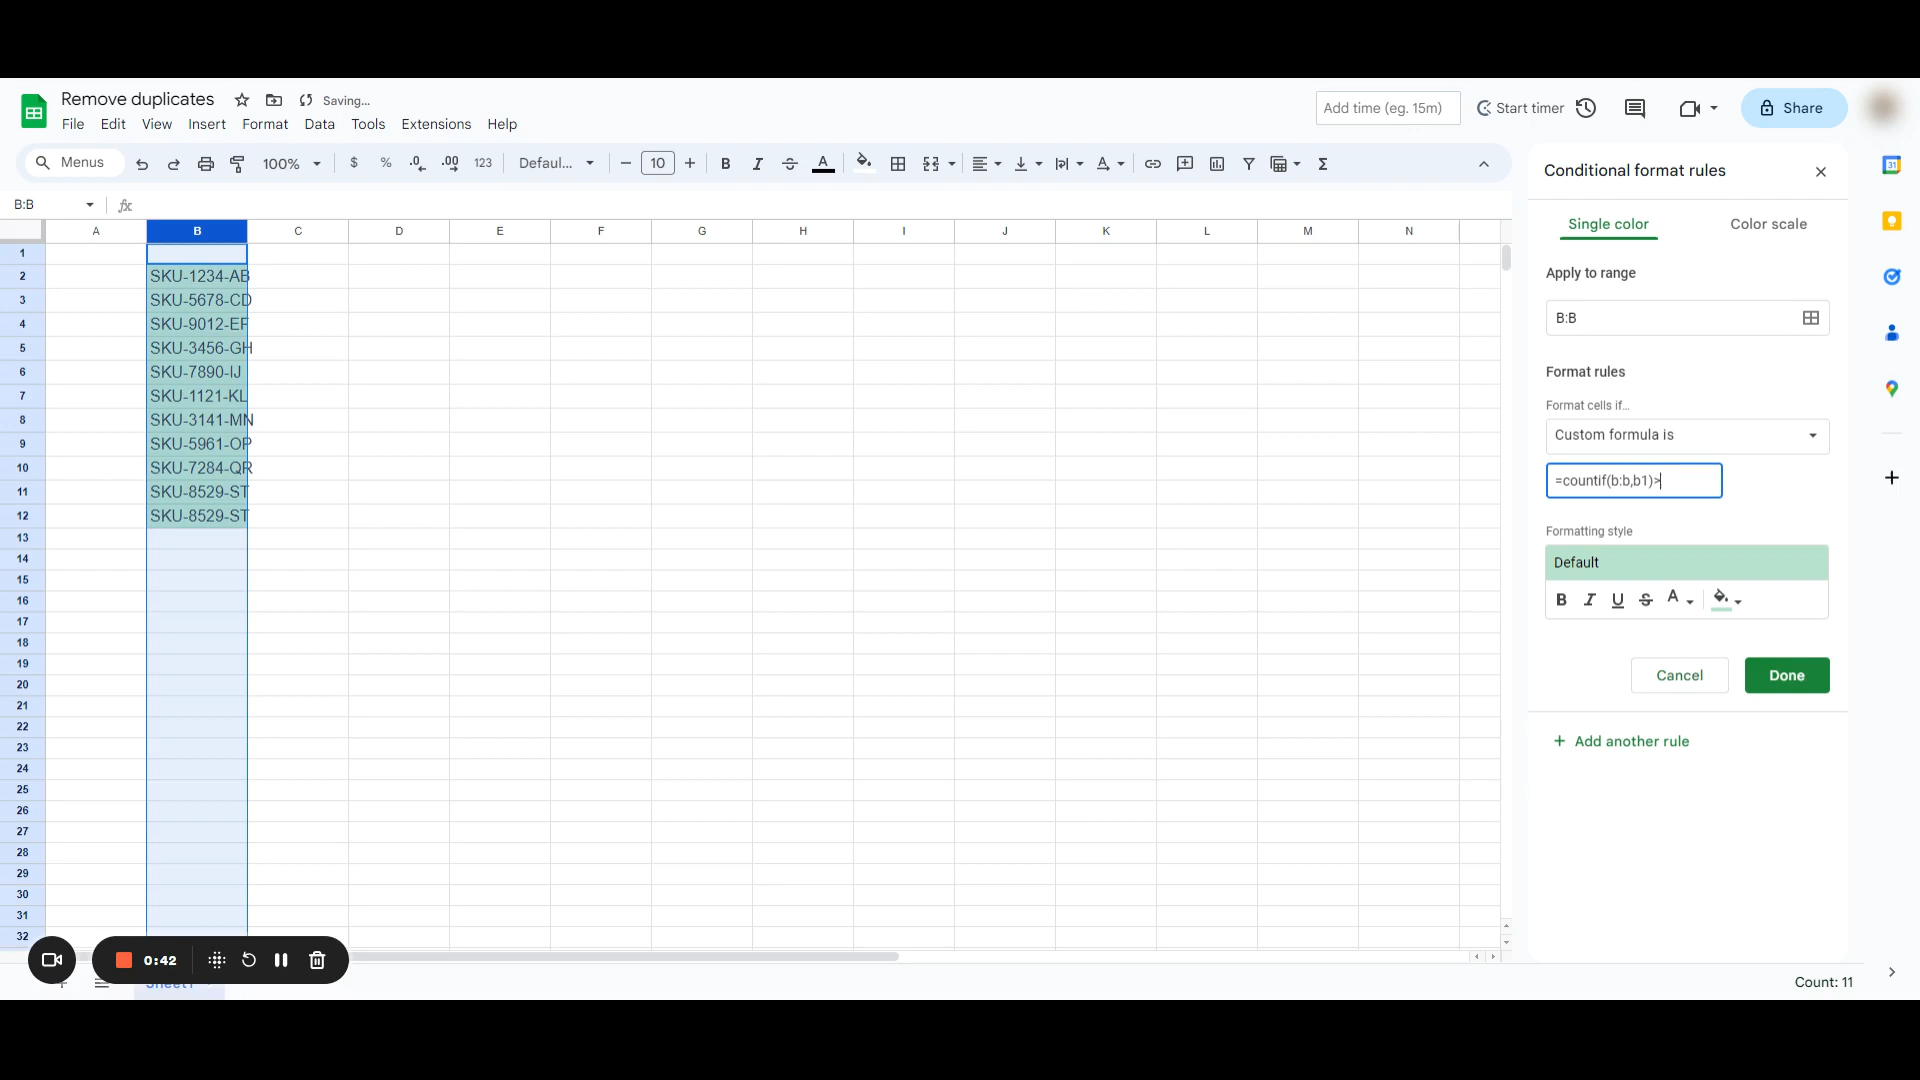 Remove duplicates Saving...
Add time (eg. 15m) Start timer Share
File Edit View Insert Format Data Tools Extensions Help
Menus 100% $ % .0 .00 123 Defaul... − 10 + B I S A Σ
Conditional format rules
B:B fx
Single color Color scale
A B C D E F G H I J K L M N
1
2 SKU-1234-AB
3 SKU-5678-CD
4 SKU-9012-EF
5 SKU-3456-GH
6 SKU-7890-IJ
7 SKU-1121-KL
8 SKU-3141-MN
9 SKU-5961-OP
10 SKU-7284-QR
11 SKU-8529-ST
12 SKU-8529-ST
13
14
15
16
17
18
19
20
21
22
23
24
25
26
27
28
29
30
31
32
Apply to range
B:B
Format rules
Format cells if...
Custom formula is
=countif(b:b,b1)>
Formatting style
Default
B I U S A
Cancel Done
+ Add another rule
31
0:42
Sheet1
Count: 11